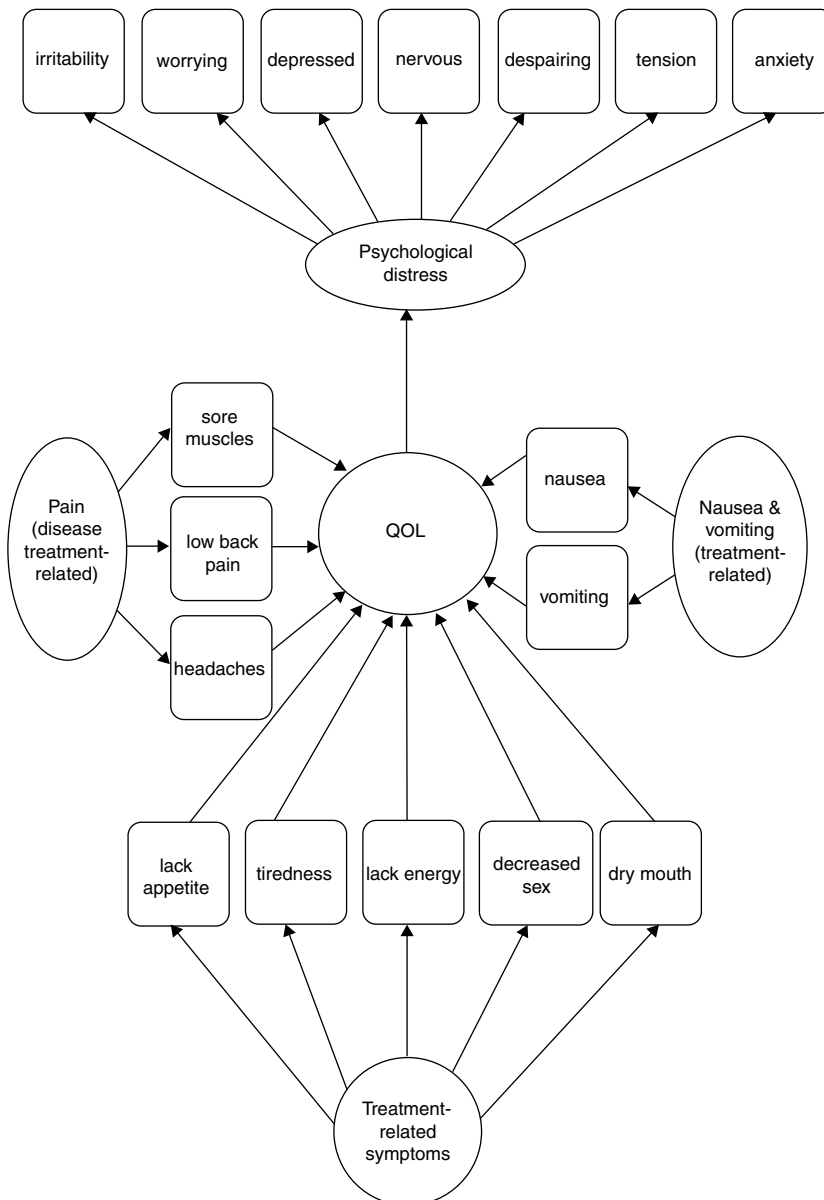 irritability
worrying
depressed
nervous
despairing
tension
anxiety
Psychological
distress
sore
muscles
Pain
(disease
treatment-
related)
low back
pain
headaches
QOL
nausea
vomiting
Nausea &
vomiting
(treatment-
related)
lack
appetite
tiredness
lack energy
decreased
sex
dry mouth
Treatment-
related
symptoms